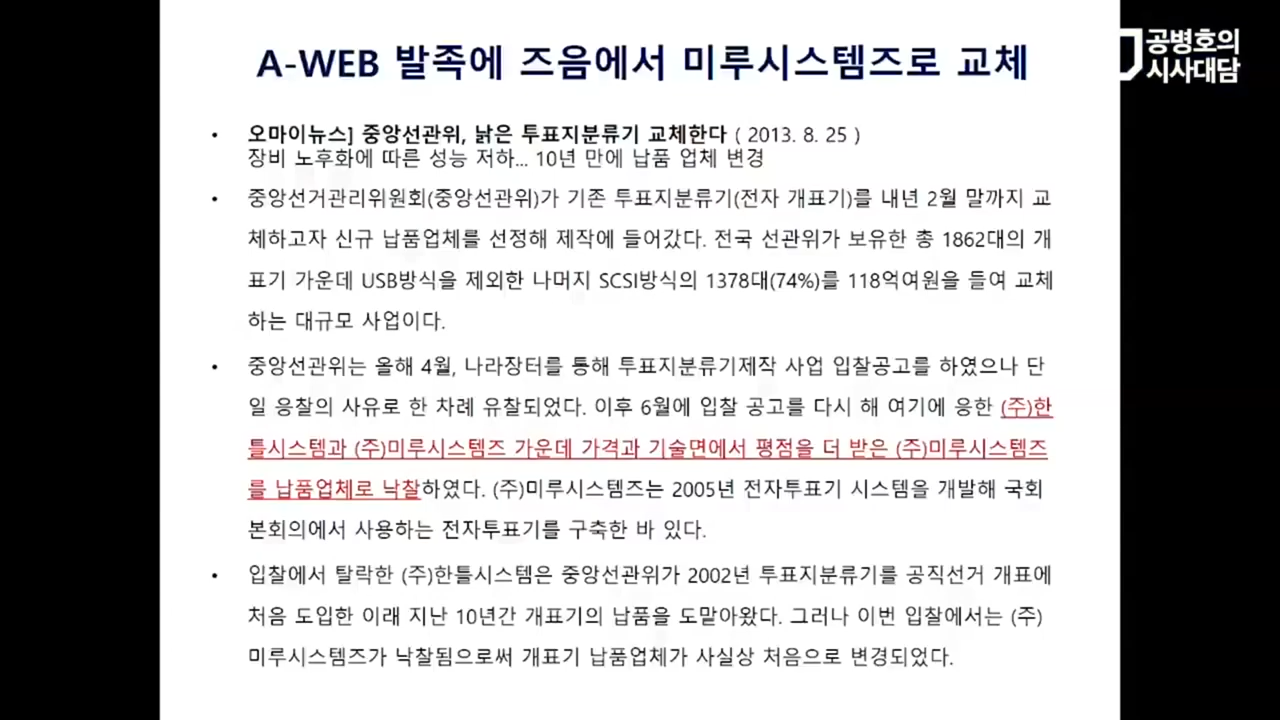 A-WEB 발족에 즈음에서 미루시스템즈로 교체
공병호의
시사대담
• 오마이뉴스] 중앙선관위, 낡은 투표지분류기 교체한다 ( 2013. 8. 25 )
장비 노후화에 따른 성능 저하... 10년 만에 납품 업체 변경
• 중앙선거관리위원회(중앙선관위)가 기존 투표지분류기(전자 개표기)를 내년 2월 말까지 교
체하고자 신규 납품업체를 선정해 제작에 들어갔다. 전국 선관위가 보유한 총 1862대의 개
표기 가운데 USB방식을 제외한 나머지 SCSI방식의 1378대(74%)를 118억여원을 들여 교체
하는 대규모 사업이다.
• 중앙선관위는 올해 4월, 나라장터를 통해 투표지분류기제작 사업 입찰공고를 하였으나 단
일 응찰의 사유로 한 차례 유찰되었다. 이후 6월에 입찰 공고를 다시 해 여기에 응한 (주)한
틀시스템과 (주)미루시스템즈 가운데 가격과 기술면에서 평점을 더 받은 (주)미루시스템즈
를 납품업체로 낙찰하였다. (주)미루시스템즈는 2005년 전자투표기 시스템을 개발해 국회
본회의에서 사용하는 전자투표기를 구축한 바 있다.
• 입찰에서 탈락한 (주)한틀시스템은 중앙선관위가 2002년 투표지분류기를 공직선거 개표에
처음 도입한 이래 지난 10년간 개표기의 납품을 도맡아왔다. 그러나 이번 입찰에서는 (주)
미루시스템즈가 낙찰됨으로써 개표기 납품업체가 사실상 처음으로 변경되었다.